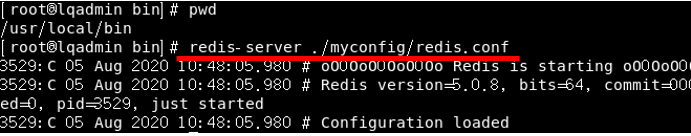 [root@lqadmin bin]# pwd
/usr/local/bin
[root@lqadmin bin]# redis-server ./myconfig/redis.conf
3529:C 05 Aug 2020 10:48:05.980 # oO0OoO0OoO0Oo Redis is starting oO0OoO0
3529:C 05 Aug 2020 10:48:05.980 # Redis version=5.0.8, bits=64, commit=000
ed=0, pid=3529, just started
3529:C 05 Aug 2020 10:48:05.980 # Configuration loaded